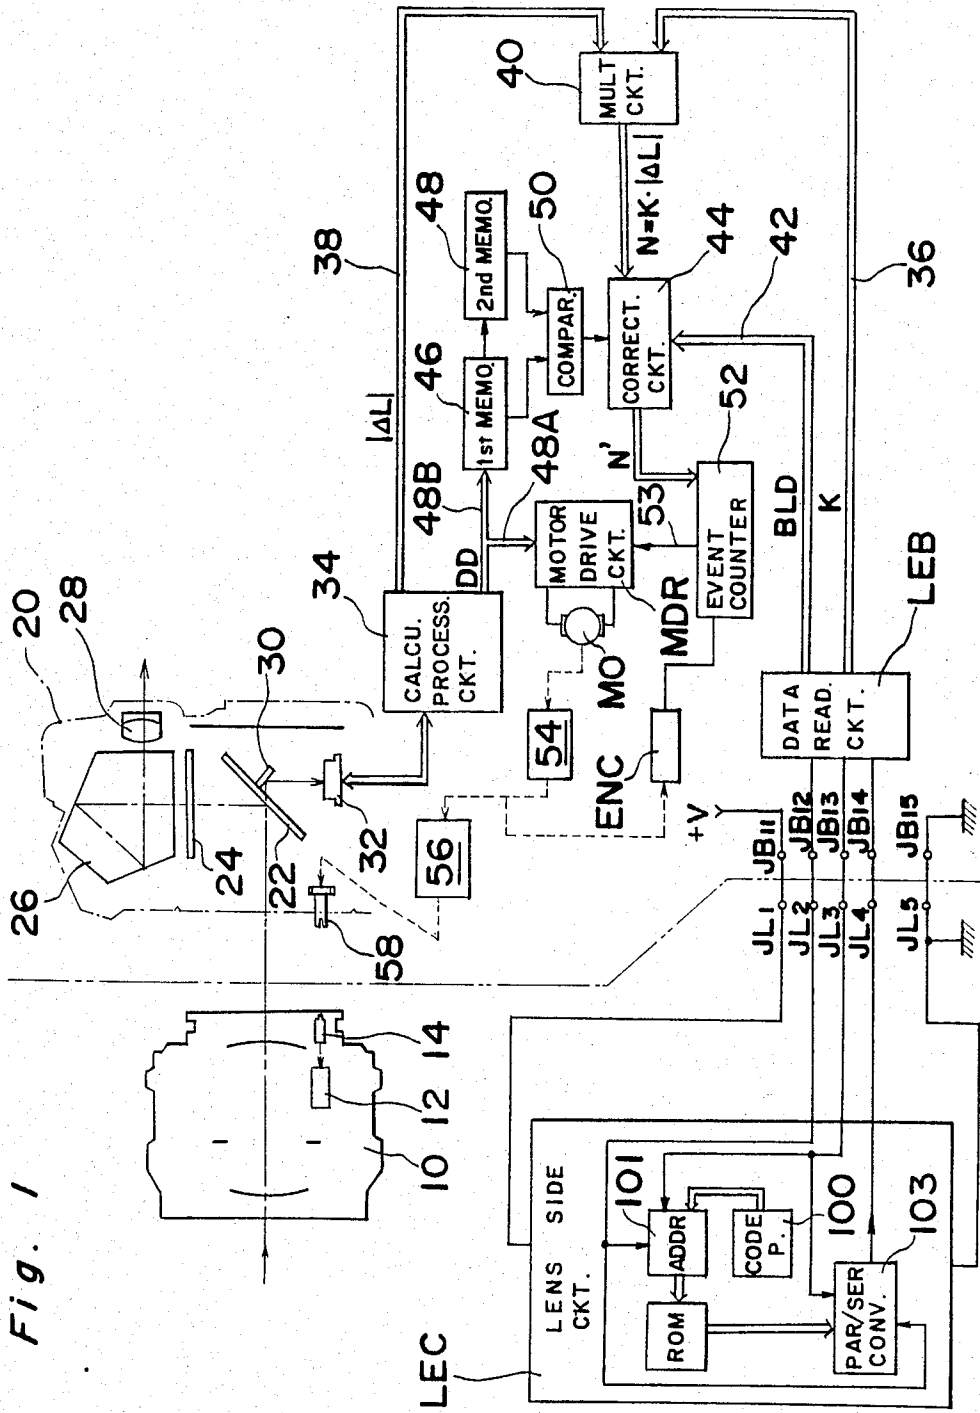 Fig. 1
20
28
26
24
22
30
32
58
56
54
10
12
14
34
CALCU.
PROCESS.
CKT.
|ΔL|
38
48B
DD
48A
46
1st MEMO.
48
2nd MEMO.
50
COMPAR.
40
MULT
CKT.
N=K·|ΔL|
44
CORRECT.
CKT.
42
36
N'
52
53
EVENT
COUNTER
MOTOR
DRIVE
CKT.
MDR
MO
ENC
BLD
K
LEB
DATA
READ.
CKT.
+V
JB11
JB12
JB13
JB14
JB15
JL1
JL2
JL3
JL4
JL5
LEC
LENS SIDE
CKT.
101
ADDR
ROM
CODE
P.
100
103
PAR/SER
CONV.